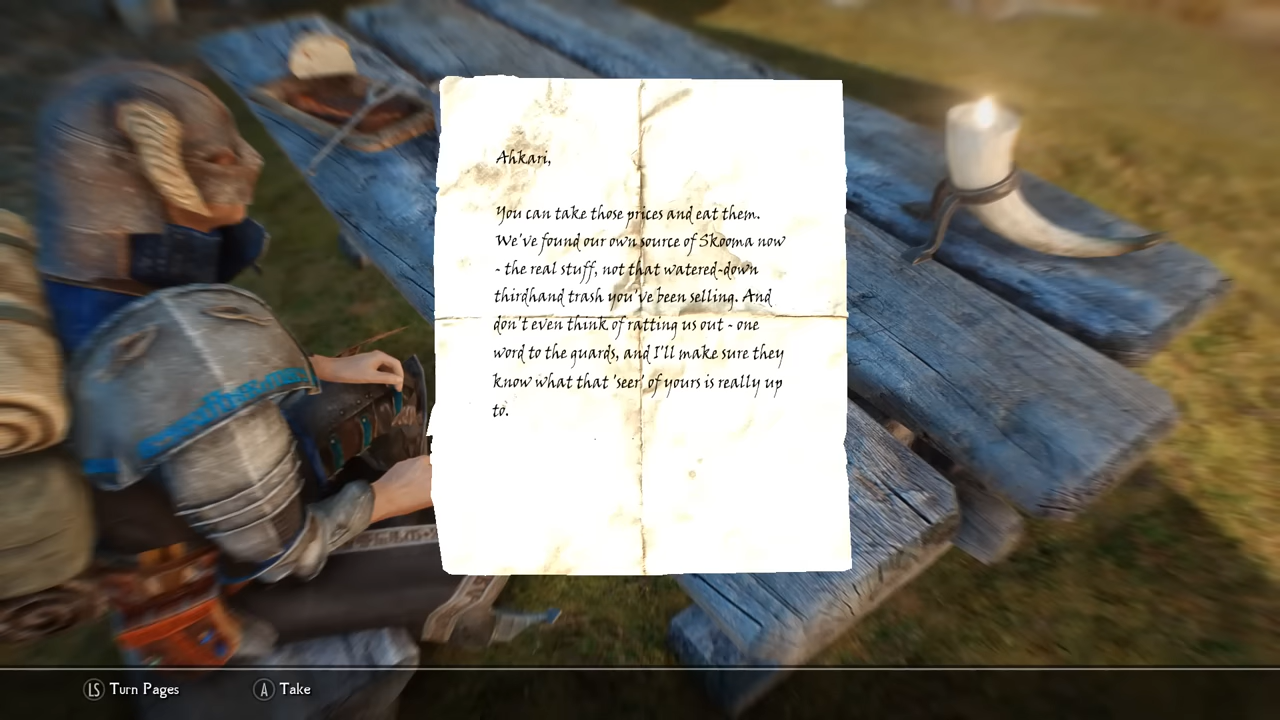 Ahkari,
You can take those prices and eat them.
We've found our own source of Skooma now
- the real stuff, not that watered-down
thirdhand trash you've been selling. And
don't even think of ratting us out - one
word to the guards, and I'll make sure they
know what that 'seer' of yours is really up
to.
LS Turn Pages
A Take